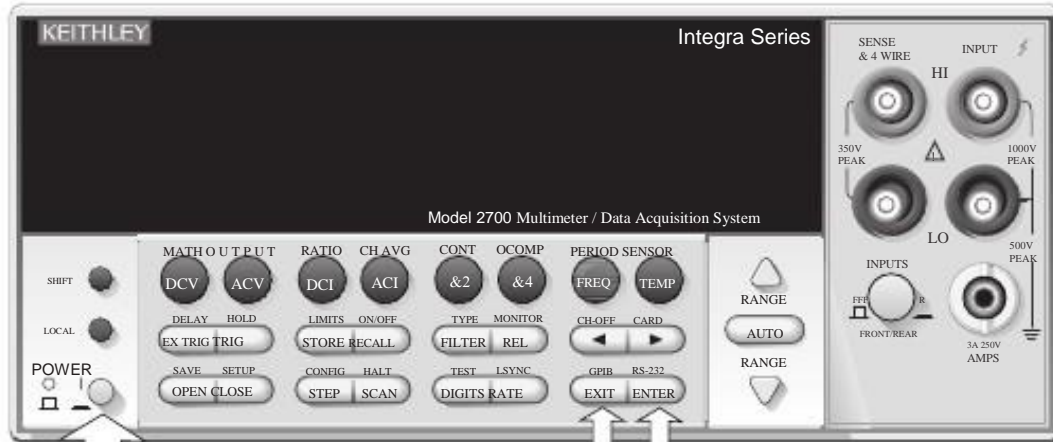 KEITHLEY
Integra Series
Model 2700 Multimeter / Data Acquisition System
SENSE
& 4 WIRE
INPUT
HI
350V
PEAK
1000V
PEAK
LO
500V
PEAK
INPUTS
R
FRONT/REAR
3A 250V
AMPS
SHIFT
LOCAL
POWER
MATH OUTPUT RATIO CH AVG CONT OCOMP PERIOD SENSOR
DCV ACV DCI ACI &2 &4 FREQ TEMP
DELAY HOLD LIMITS ON/OFF TYPE MONITOR CH-OFF CARD
EX TRIG TRIG STORE RECALL FILTER REL
SAVE SETUP CONFIG HALT TEST LSYNC GPIB RS-232
OPEN CLOSE STEP SCAN DIGITS RATE EXIT ENTER
RANGE
AUTO
RANGE